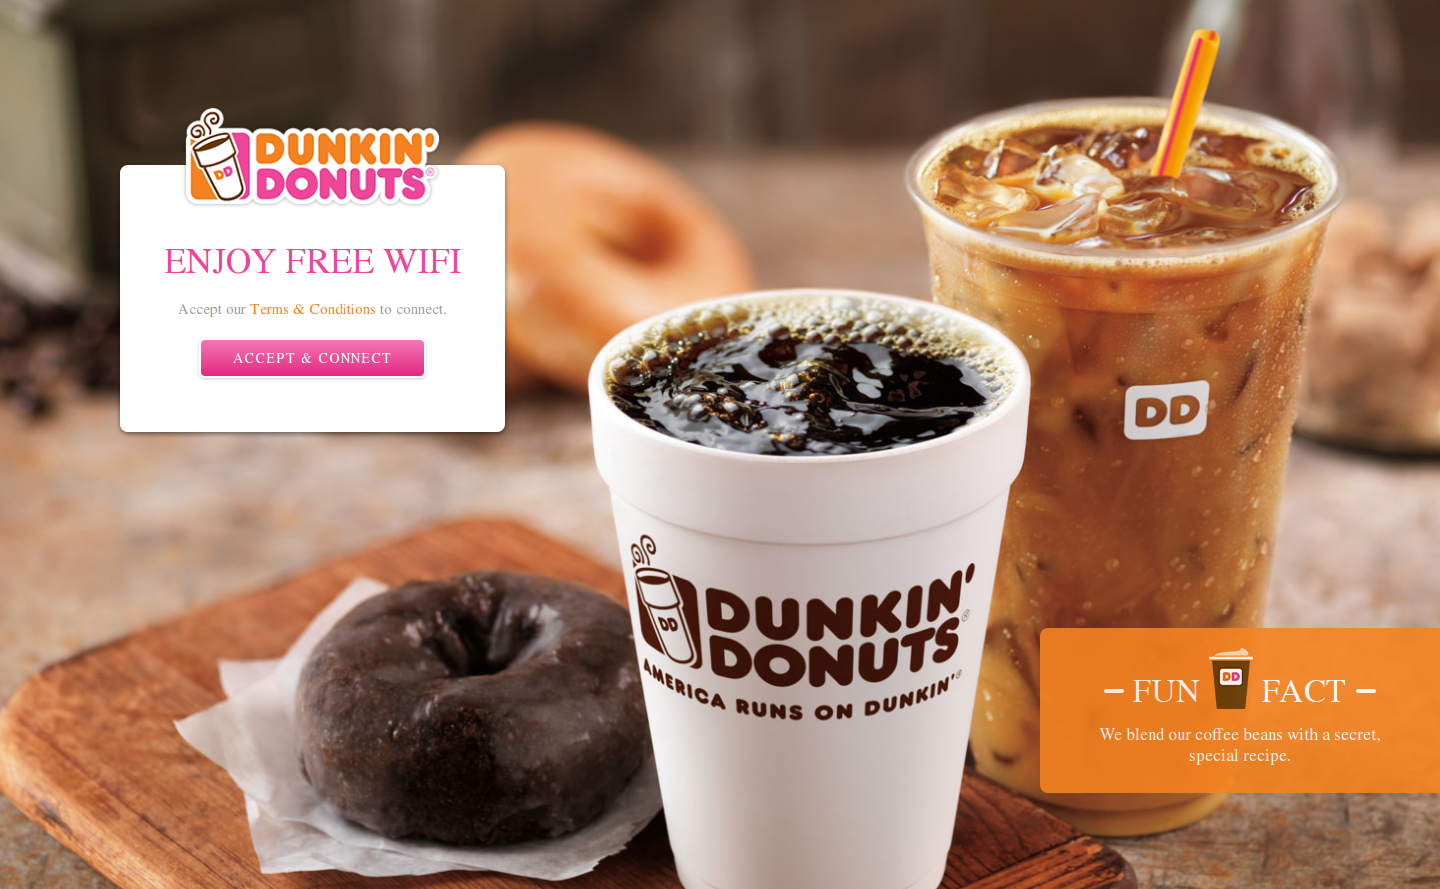 DUNKIN'
DONUTS®
DD
ENJOY FREE WIFI
Accept our Terms & Conditions to connect.
ACCEPT & CONNECT
DD
DUNKIN'
DONUTS®
DD
AMERICA RUNS ON DUNKIN'®
FUN FACT
DD
We blend our coffee beans with a secret,
special recipe.